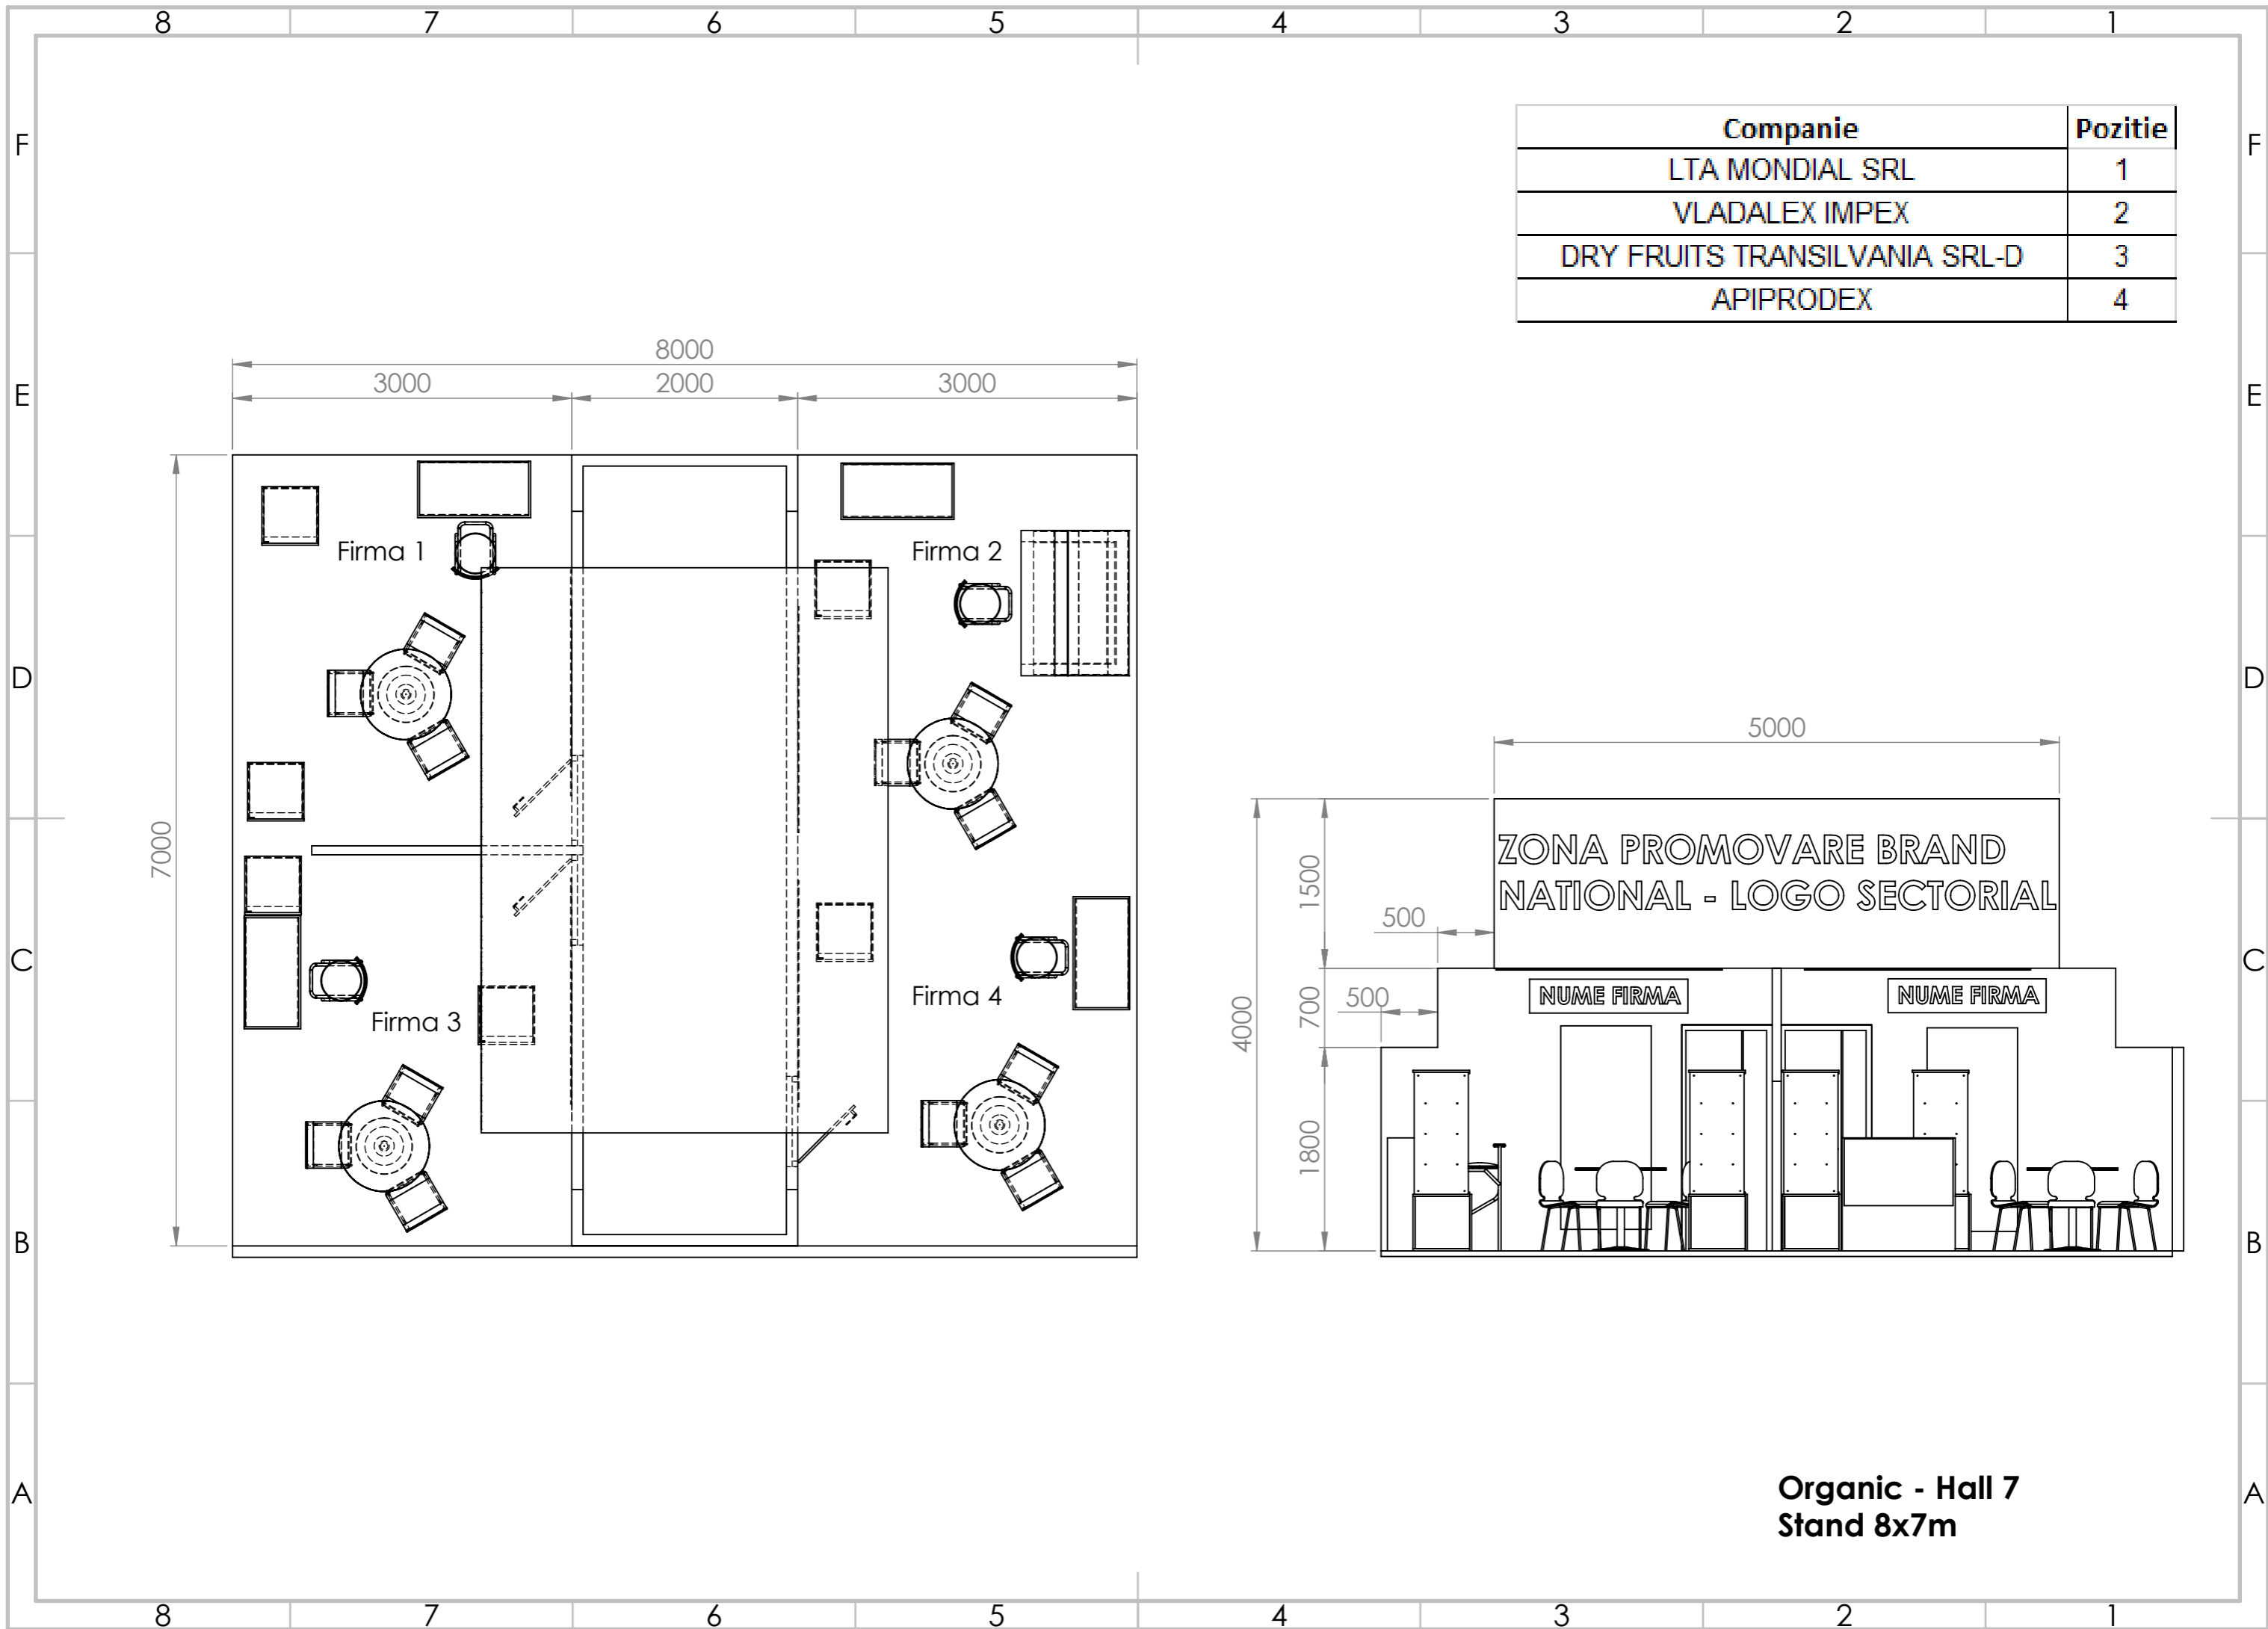 8 7 6 5 4 3 2 1
F F
Companie Pozitie
LTA MONDIAL SRL 1
VLADALEX IMPEX 2
DRY FRUITS TRANSILVANIA SRL-D 3
APIPRODEX 4
8000
E 3000 2000 3000 E
Firma 1 Firma 2
D D
5000
7000
ZONA PROMOVARE BRAND
NATIONAL - LOGO SECTORIAL
1500
500
C C
Firma 3 Firma 4
NUME FIRMA NUME FIRMA
500
700
4000
1800
B B
Organic - Hall 7
Stand 8x7m
A A
8 7 6 5 4 3 2 1